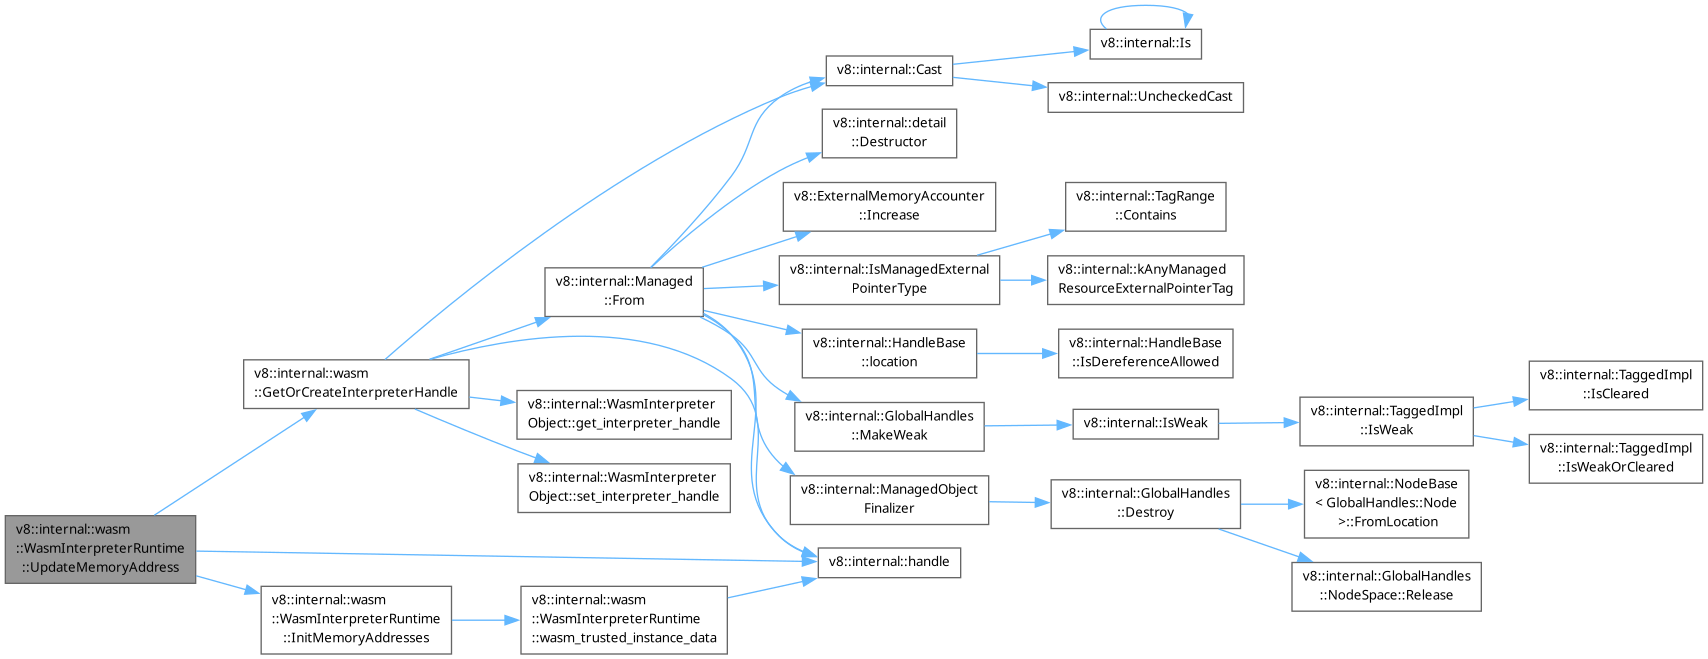 v8::internal::Is
v8::internal::Cast
v8::internal::UncheckedCast
v8::internal::detail
::Destructor
v8::ExternalMemoryAccounter
::Increase
v8::internal::TagRange
::Contains
v8::internal::Managed
::From
v8::internal::IsManagedExternal
PointerType
v8::internal::kAnyManaged
ResourceExternalPointerTag
v8::internal::HandleBase
::location
v8::internal::HandleBase
::IsDereferenceAllowed
v8::internal::wasm
::GetOrCreateInterpreterHandle
v8::internal::WasmInterpreter
Object::get_interpreter_handle
v8::internal::GlobalHandles
::MakeWeak
v8::internal::IsWeak
v8::internal::TaggedImpl
::IsWeak
v8::internal::TaggedImpl
::IsCleared
v8::internal::TaggedImpl
::IsWeakOrCleared
v8::internal::WasmInterpreter
Object::set_interpreter_handle
v8::internal::ManagedObject
Finalizer
v8::internal::GlobalHandles
::Destroy
v8::internal::NodeBase
< GlobalHandles::Node
>::FromLocation
v8::internal::wasm
::WasmInterpreterRuntime
::UpdateMemoryAddress
v8::internal::handle
v8::internal::GlobalHandles
::NodeSpace::Release
v8::internal::wasm
::WasmInterpreterRuntime
::InitMemoryAddresses
v8::internal::wasm
::WasmInterpreterRuntime
::wasm_trusted_instance_data